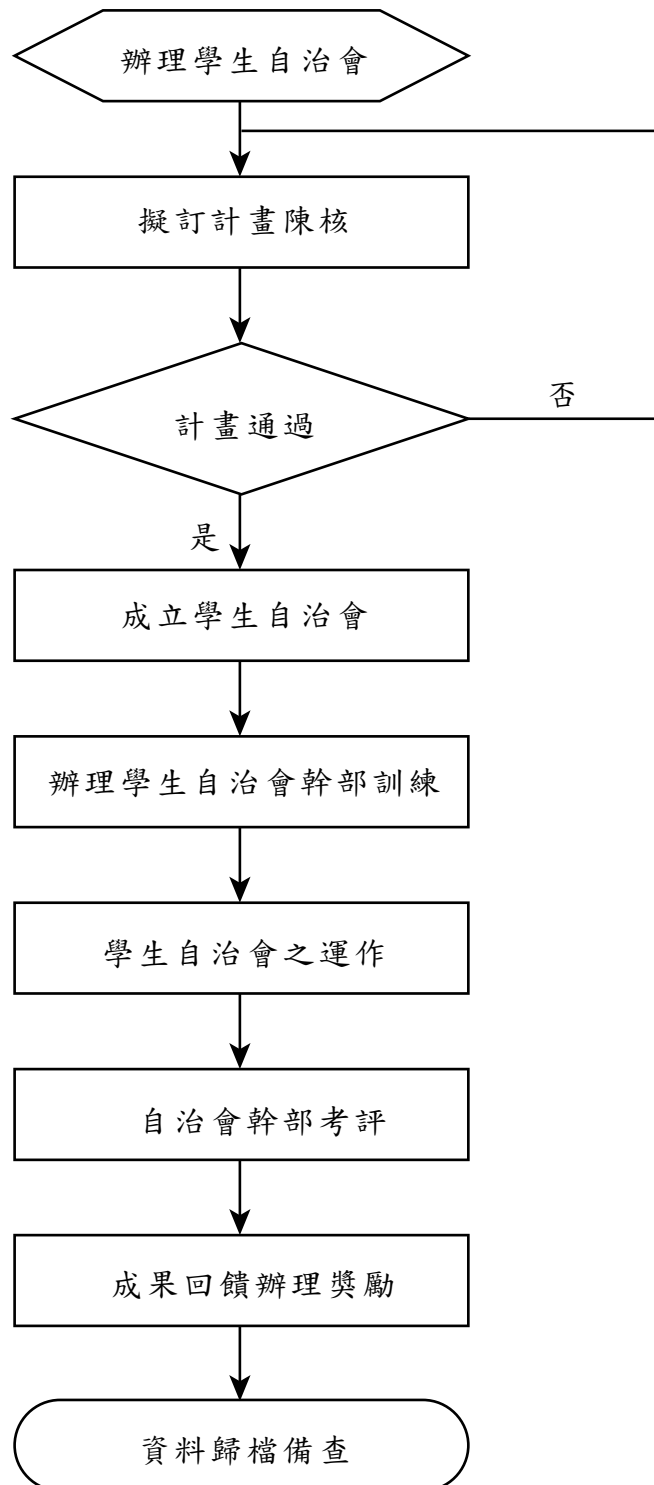 辦理學生自治會
擬訂計畫陳核
計畫通過
否
是
成立學生自治會
辦理學生自治會幹部訓練
學生自治會之運作
自治會幹部考評
成果回饋辦理獎勵
資料歸檔備查